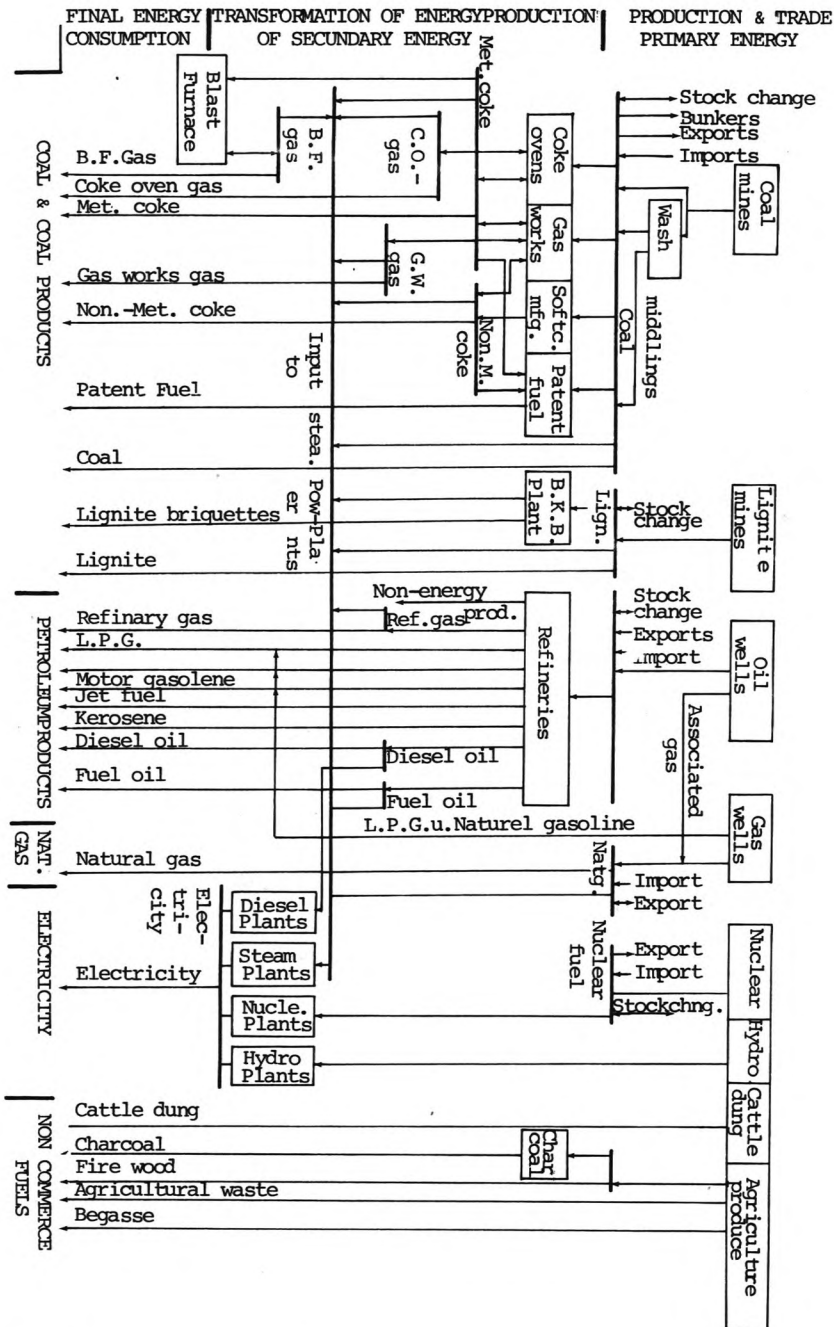 FINAL ENERGY
CONSUMPTION
TRANSFORMATION OF ENERGYPRODUCTION
OF SECUNDARY ENERGY
PRODUCTION & TRADE
PRIMARY ENERGY
COAL & COAL PRODUCTS
B.F.Gas
Coke oven gas
Met. coke
Gas works gas
Non.-Met. coke
Patent Fuel
Coal
Lignite briquettes
Lignite
Blast
Furnace
B.F.
gas
C.O.-
gas
Met.coke
G.W.
gas
Non.M.
coke
Input stea. Pow-Pla
to er nts
Coke
ovens
Gas
works
Softc.
mfg.
Patent
fuel
B.K.B.
Plant
Lign.
Stock change
Bunkers
Exports
Imports
Coal
mines
Wash
middlings
Coal
Stock
change
Lignite
mines
PETROLEUMPRODUCTS
Refinary gas
L.P.G.
Motor gasolene
Jet fuel
Kerosene
Diesel oil
Fuel oil
Non-energy
prod.
Ref.gas
Diesel oil
Fuel oil
Refineries
Stock
change
Exports
Import
Oil
wells
Associated
gas
L.P.G.u.Naturel gasoline
Gas
wells
NAT.
GAS
Natural gas
Natg.
Import
Export
ELECTRICITY
Electricity
Elec-
tri-
city
Diesel
Plants
Steam
Plants
Nucle.
Plants
Hydro
Plants
Nuclear
fuel
Export
Import
Stockchng.
Nuclear
Hydro
NON COMMERCE
FUELS
Cattle dung
Charcoal
Fire wood
Agricultural waste
Begasse
Char
coal
Cattle
dung
Agriculture
produce